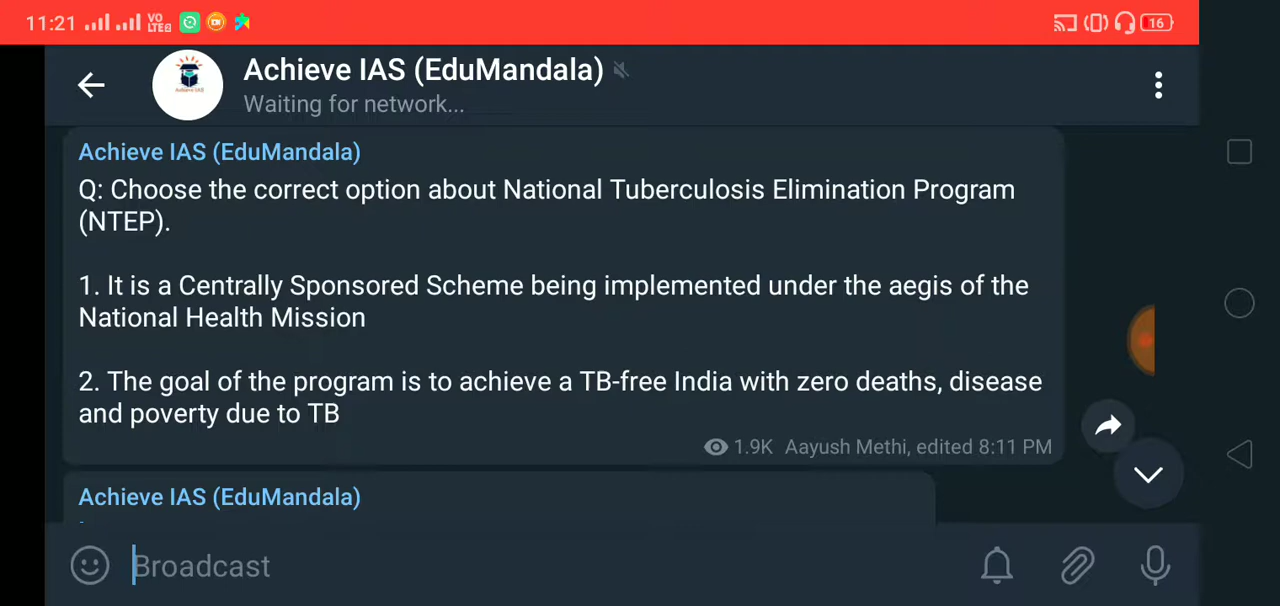 11:21 VO LTE2 16
Achieve IAS (EduMandala)
Waiting for network...
Achieve IAS (EduMandala)
Q: Choose the correct option about National Tuberculosis Elimination Program
(NTEP).
1. It is a Centrally Sponsored Scheme being implemented under the aegis of the
National Health Mission
2. The goal of the program is to achieve a TB-free India with zero deaths, disease
and poverty due to TB
1.9K Aayush Methi, edited 8:11 PM
Achieve IAS (EduMandala)
Broadcast